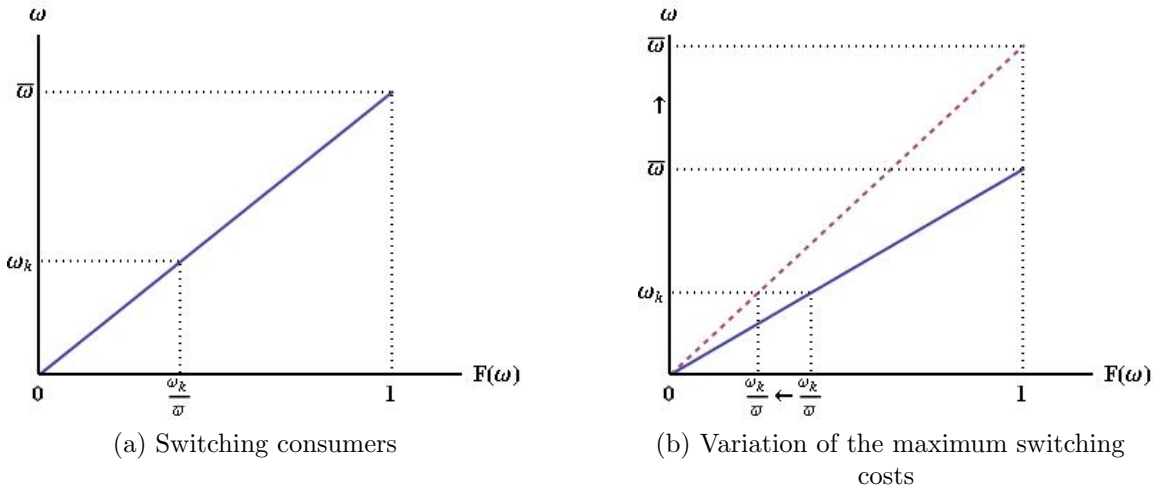 ω
ω̅
ω_k
0
ω_k/ω̅
1
F(ω)
(a) Switching consumers
ω
ω̅
↑
ω̅
ω_k
0
ω_k/ω̅ ← ω_k/ω̅
1
F(ω)
(b) Variation of the maximum switching
costs